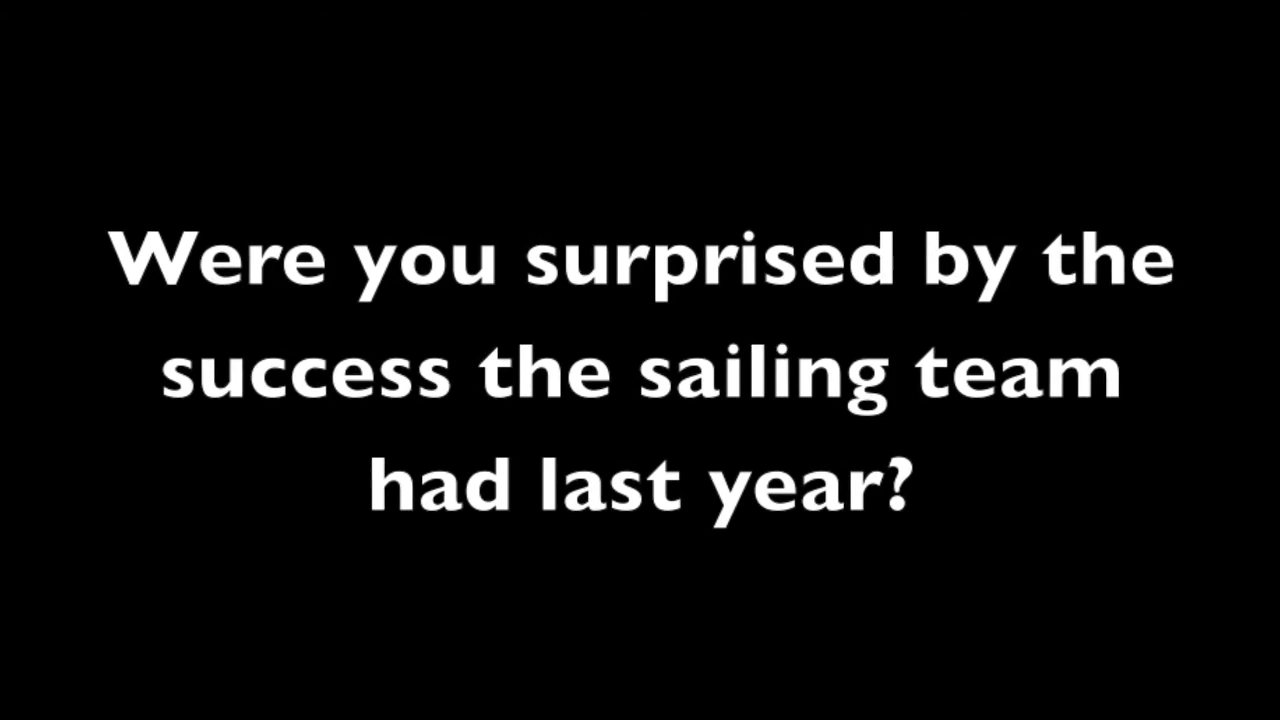 Were you surprised by the
success the sailing team
had last year?